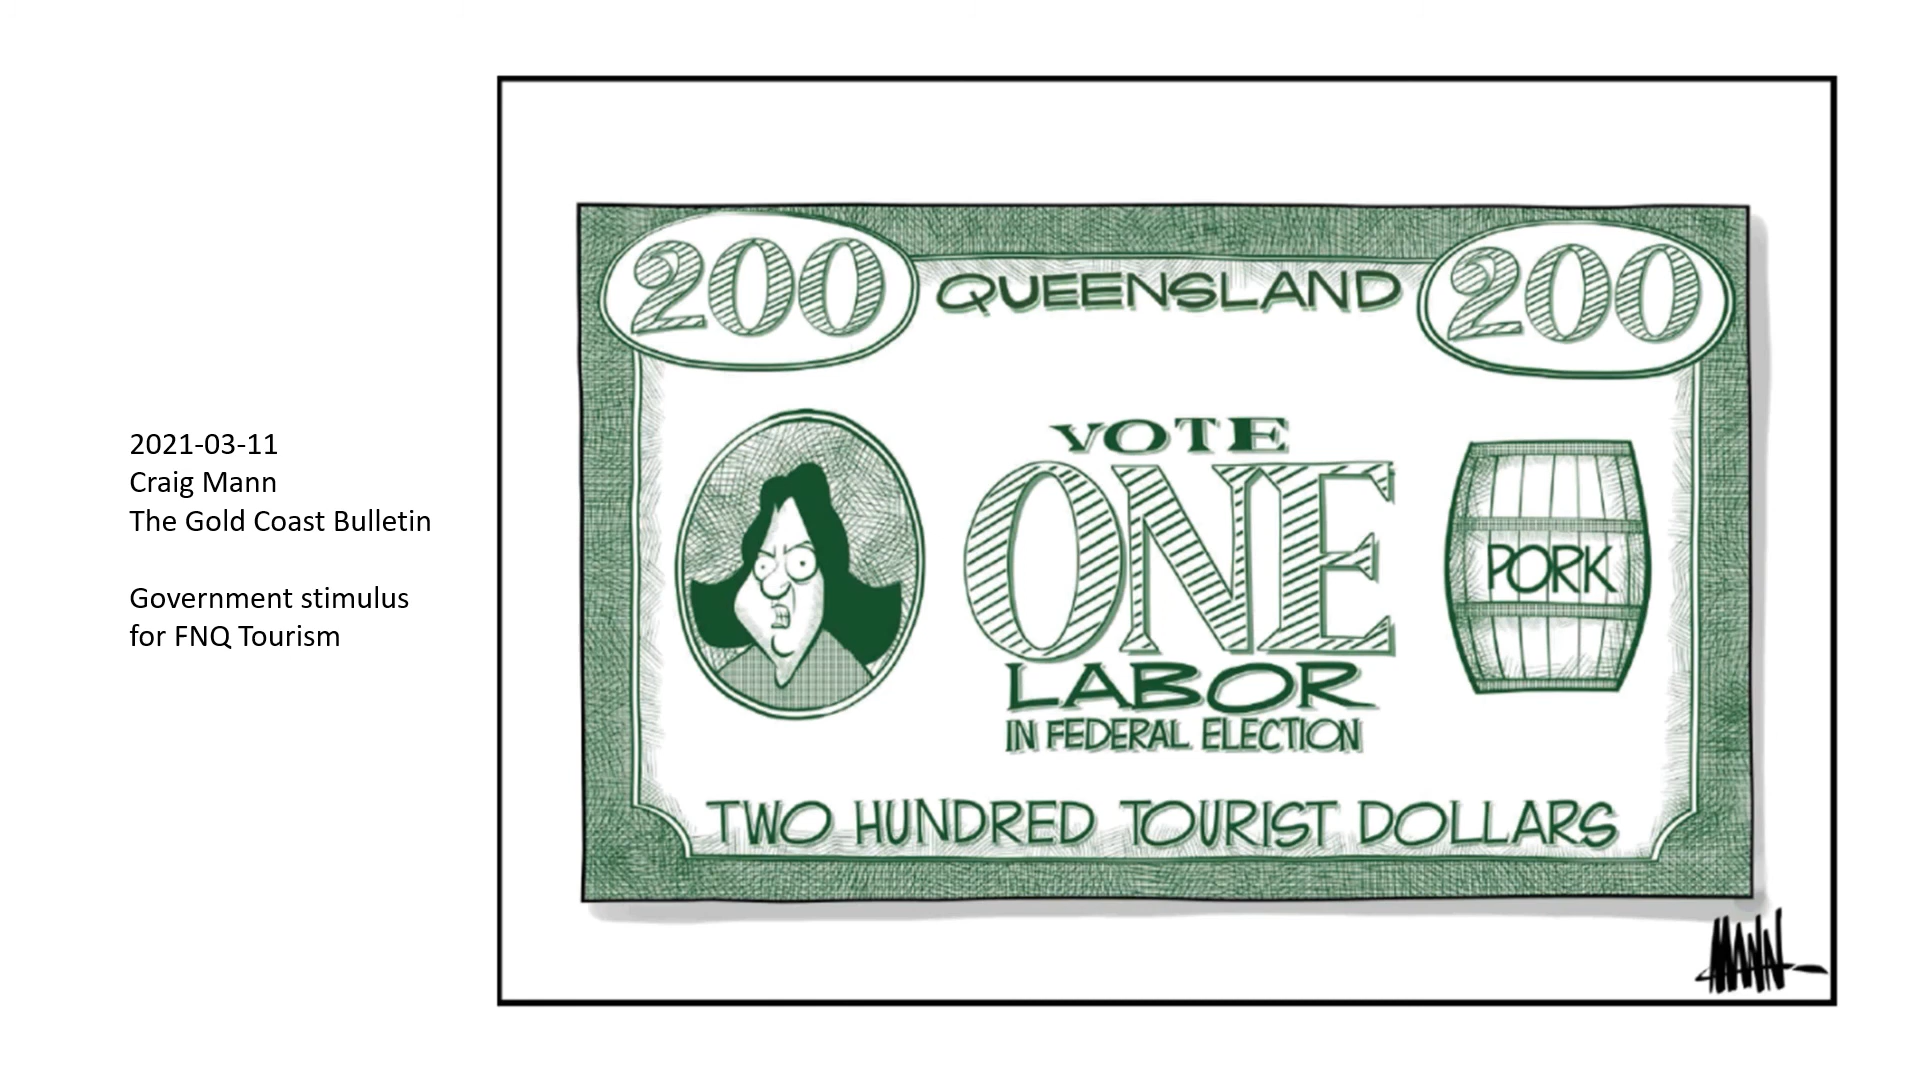 2021-03-11
Craig Mann
The Gold Coast Bulletin
Government stimulus
for FNQ Tourism
200
QUEENSLAND
200
VOTE
ONE
LABOR
IN FEDERAL ELECTION
PORK
TWO HUNDRED TOURIST DOLLARS
MANN